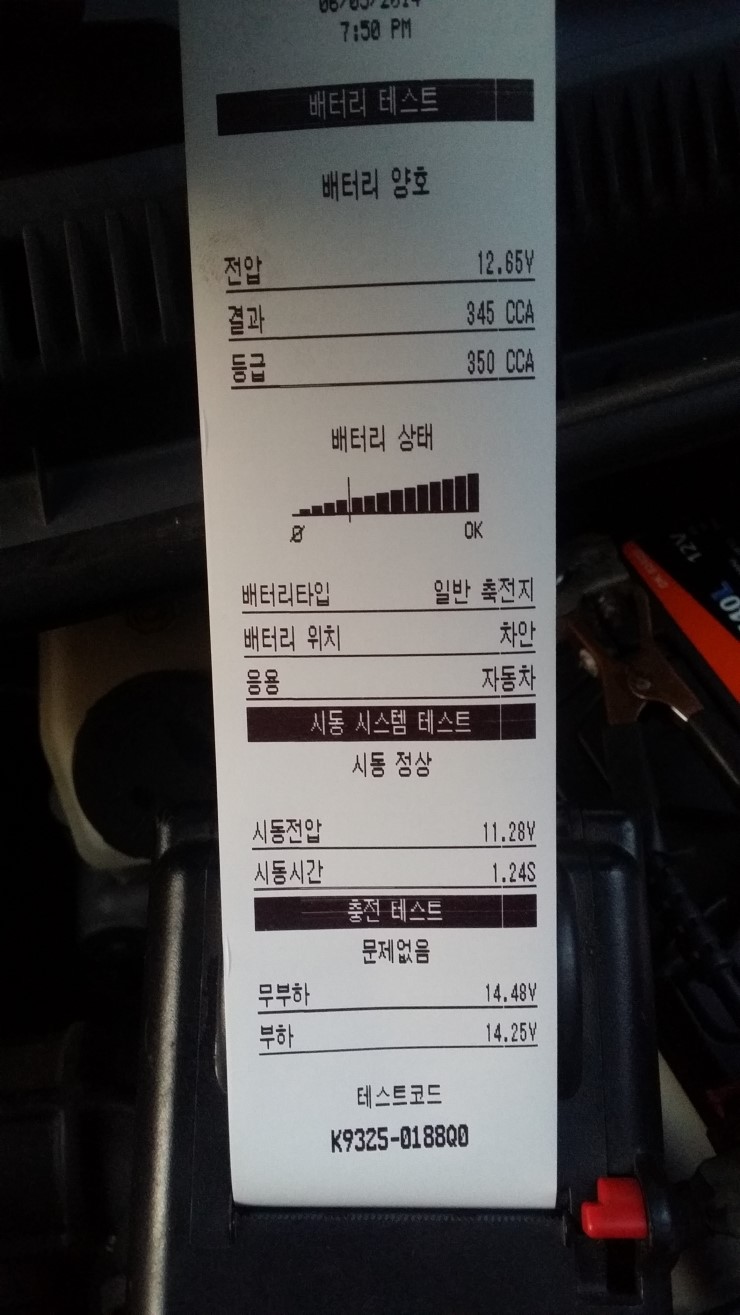 7:50 PM
배터리 테스트
배터리 양호
전압 12.65V
결과 345 CCA
등급 350 CCA
배터리 상태
OK
배터리타입 일반 축전지
배터리 위치 차안
응용 자동차
시동 시스템 테스트
시동 정상
시동전압 11.28V
시동시간 1.24S
충전 테스트
문제없음
무부하 14.48V
부하 14.25V
테스트코드
K9325-0188Q0
12V